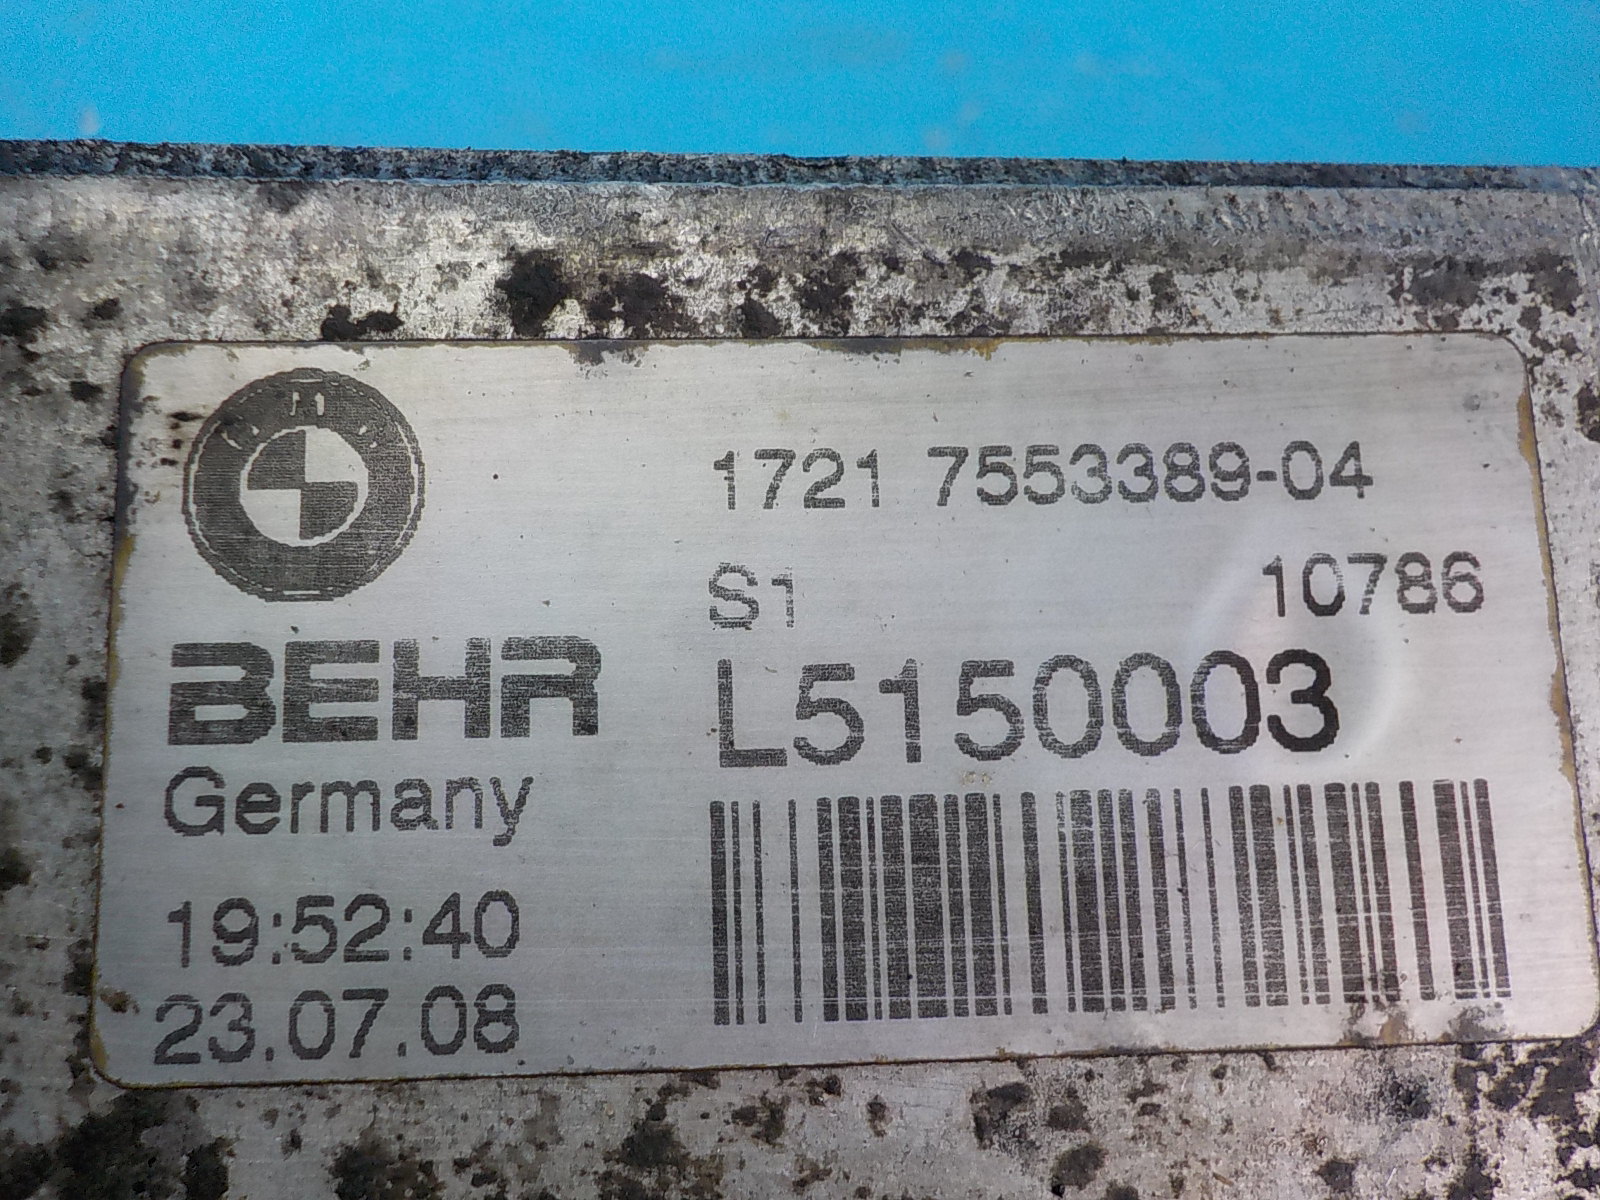 1721 7553389-04
S1 10786
BEHR
L5150003
Germany
19:52:40
23.07.08